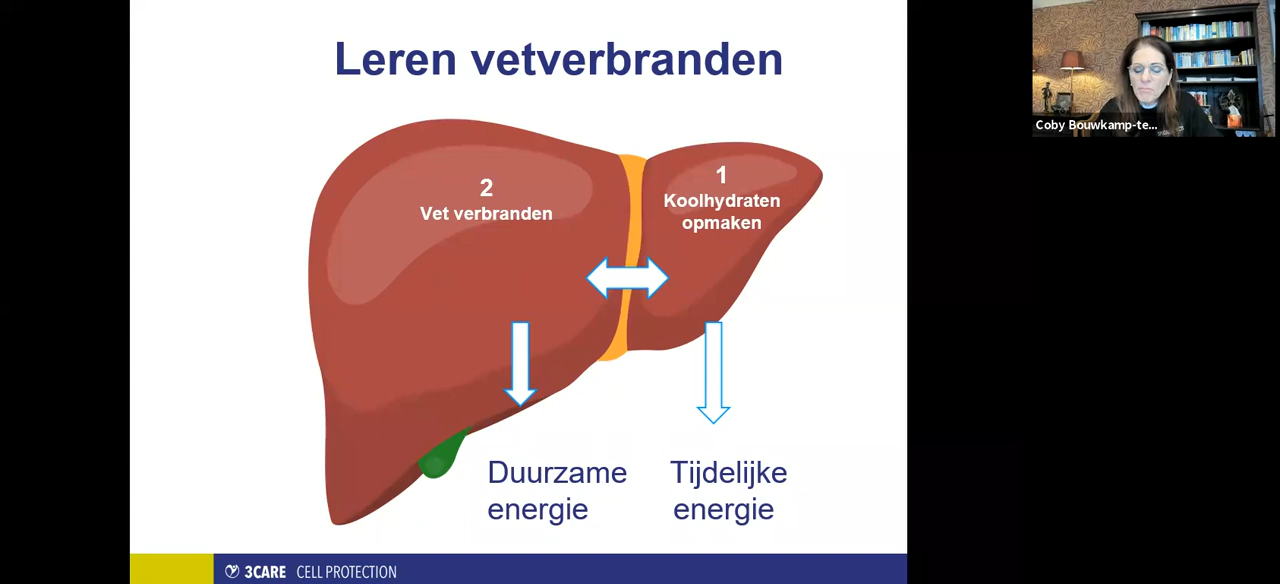 Leren vetverbranden
2
Vet verbranden
1
Koolhydraten
opmaken
Duurzame
energie
Tijdelijke
energie
3CARE CELL PROTECTION
Coby Bouwkamp-te...